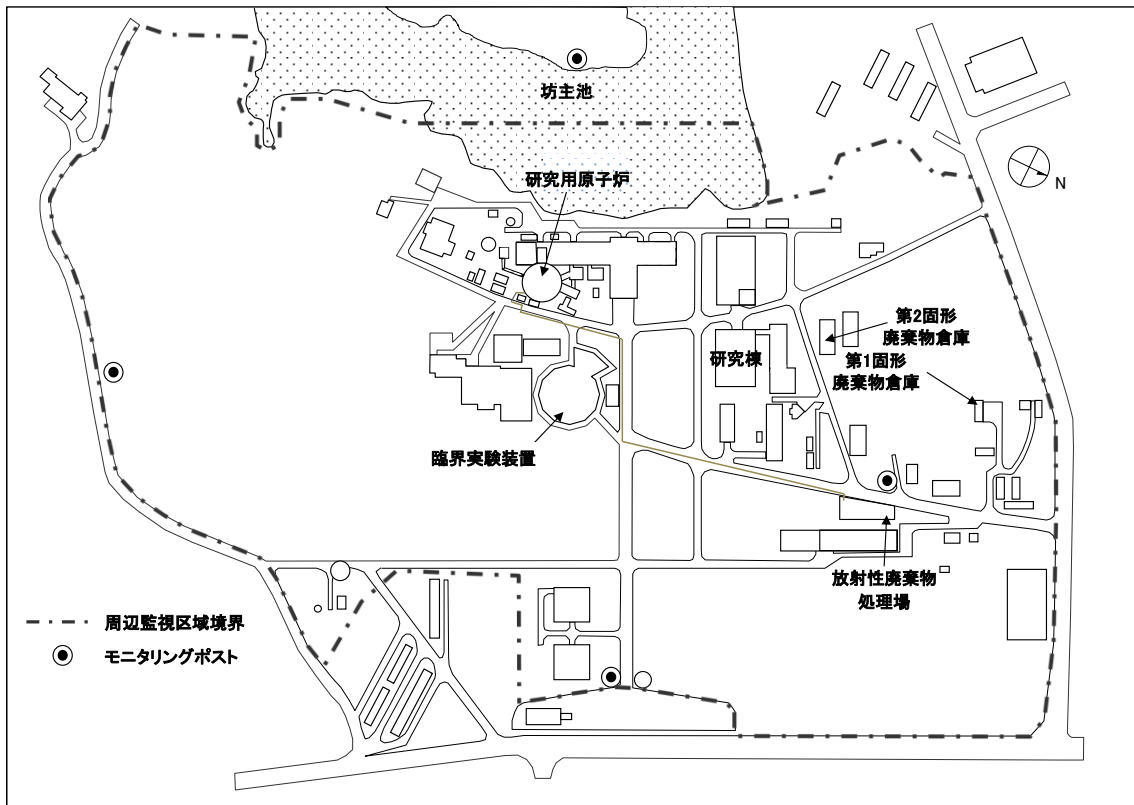 坊主池
研究用原子炉
N
第2固形
廃棄物倉庫
第1固形
廃棄物倉庫
研究棟
臨界実験装置
放射性廃棄物
処理場
周辺監視区域境界
モニタリングポスト